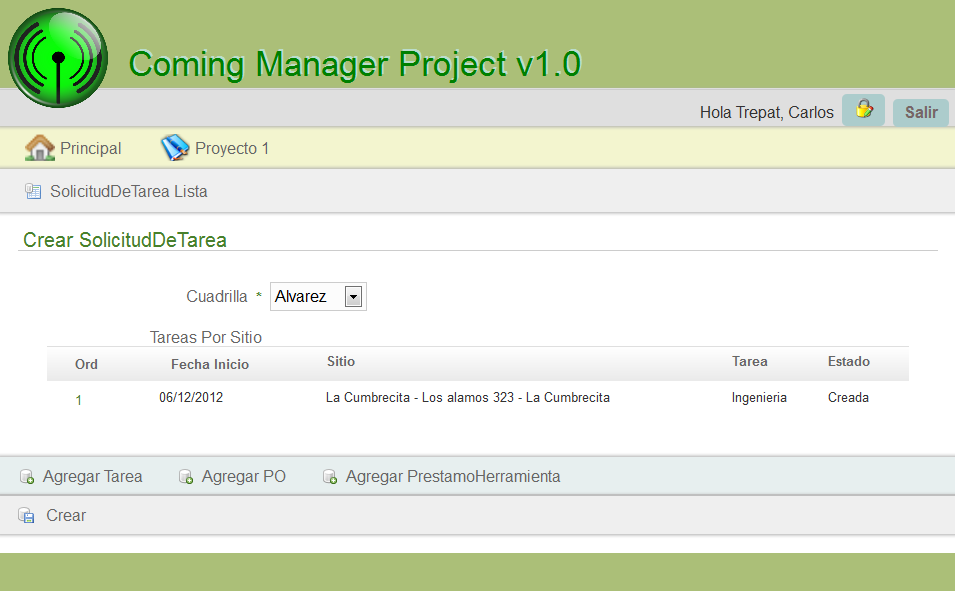 Coming Manager Project v1.0
Hola Trepat, Carlos Salir
Principal Proyecto 1
SolicitudDeTarea Lista
Crear SolicitudDeTarea
Cuadrilla * Alvarez
Tareas Por Sitio
Ord Fecha Inicio Sitio Tarea Estado
1 06/12/2012 La Cumbrecita - Los alamos 323 - La Cumbrecita Ingenieria Creada
Agregar Tarea Agregar PO Agregar PrestamoHerramienta
Crear